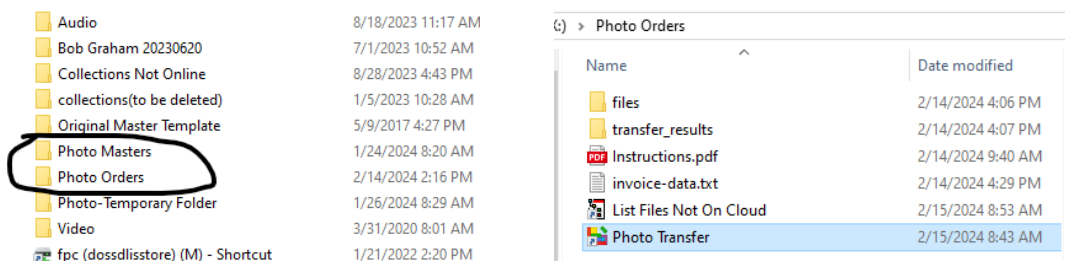 Audio 8/18/2023 11:17 AM
Bob Graham 20230620 7/1/2023 10:52 AM
Collections Not Online 8/28/2023 4:43 PM
collections(to be deleted) 1/5/2023 10:28 AM
Original Master Template 5/9/2017 4:27 PM
Photo Masters 1/24/2024 8:20 AM
Photo Orders 2/14/2024 2:16 PM
Photo-Temporary Folder 1/26/2024 8:29 AM
Video 3/31/2020 8:01 AM
fpc (dossdlisstore) (M) - Shortcut 1/21/2022 2:20 PM
:) > Photo Orders
Name Date modified
files 2/14/2024 4:06 PM
transfer_results 2/14/2024 4:07 PM
PDF Instructions.pdf 2/14/2024 9:40 AM
invoice-data.txt 2/14/2024 4:29 PM
List Files Not On Cloud 2/15/2024 8:53 AM
Photo Transfer 2/15/2024 8:43 AM